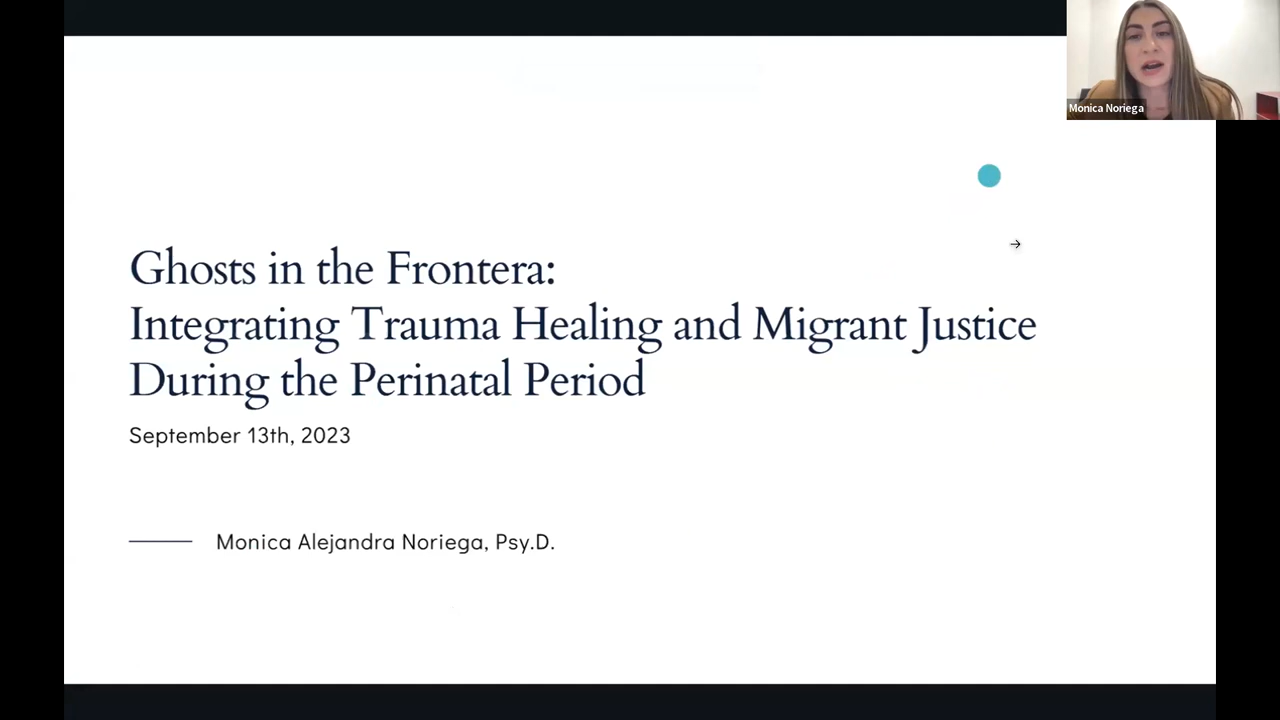 Monica Noriega
Ghosts in the Frontera:
Integrating Trauma Healing and Migrant Justice
During the Perinatal Period
September 13th, 2023
Monica Alejandra Noriega, Psy.D.